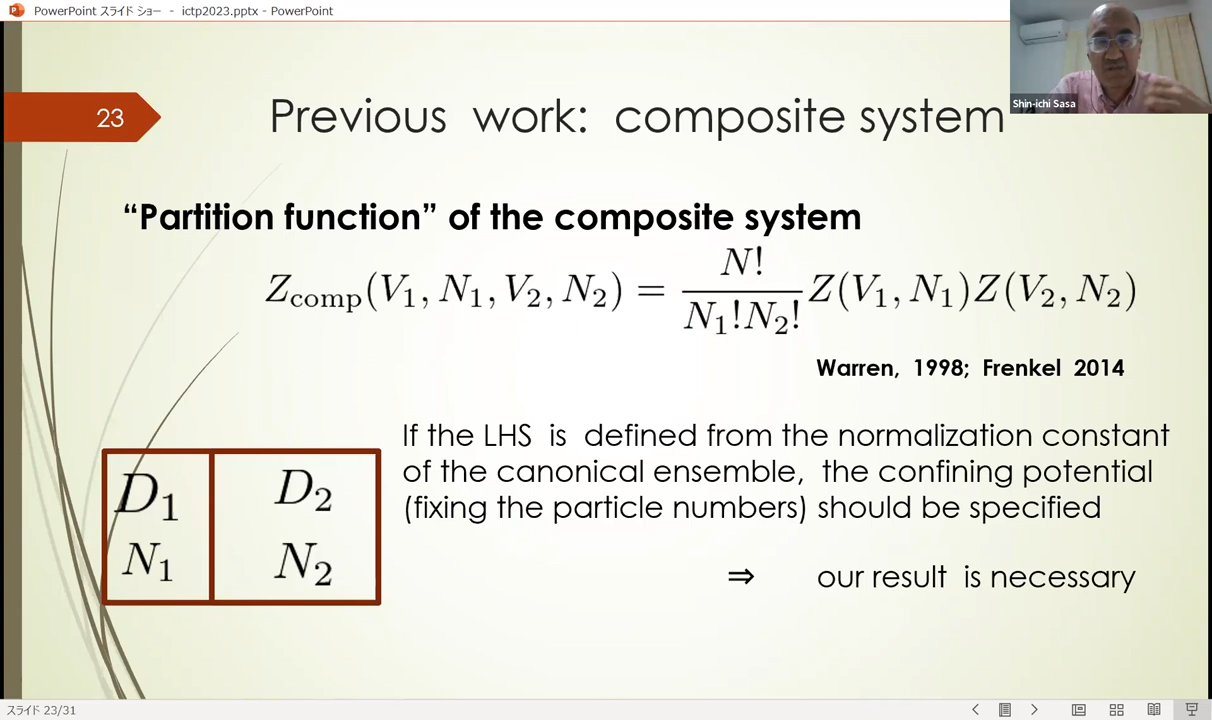 PowerPoint スライド ショー - ictp2023.pptx - PowerPoint
Shin-ichi Sasa
23
Previous work: composite system
“Partition function” of the composite system
Z_comp(V_1, N_1, V_2, N_2) = \frac{N!}{N_1!N_2!} Z(V_1, N_1)Z(V_2, N_2)
Warren, 1998; Frenkel 2014
If the LHS is defined from the normalization constant
of the canonical ensemble, the confining potential
(fixing the particle numbers) should be specified
D_1 D_2
N_1 N_2
⇒ our result is necessary
スライド 23/31